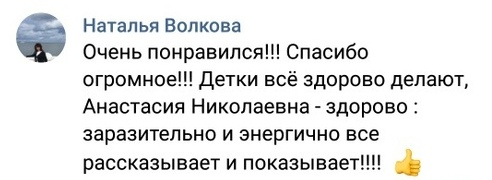 Наталья Волкова
Очень понравился!!! Спасибо
огромное!!! Детки всё здорово делают,
Анастасия Николаевна - здорово :
заразительно и энергично все
рассказывает и показывает!!!! 👍